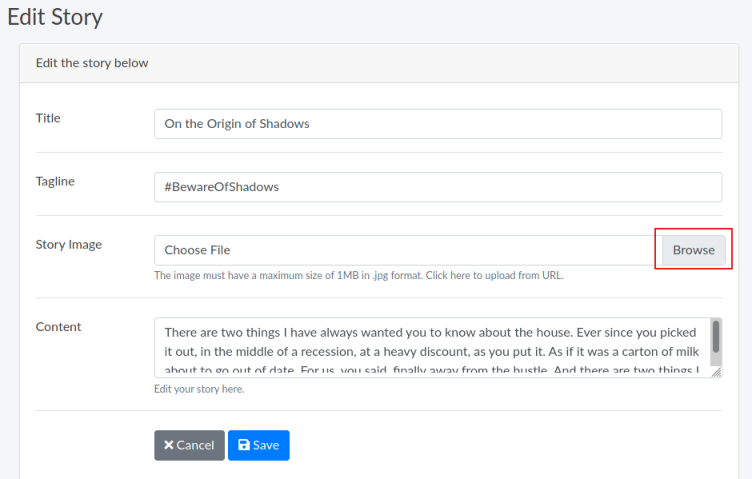 Edit Story
Edit the story below
Title
On the Origin of Shadows
Tagline
#BewareOfShadows
Story Image
Choose File
Browse
The image must have a maximum size of 1MB in .jpg format. Click here to upload from URL.
Content
There are two things I have always wanted you to know about the house. Ever since you picked
it out, in the middle of a recession, at a heavy discount, as you put it. As if it was a carton of milk
about to go out of date. For us, you said, finally away from the hustle. And there are two things I
Edit your story here.
Cancel
Save